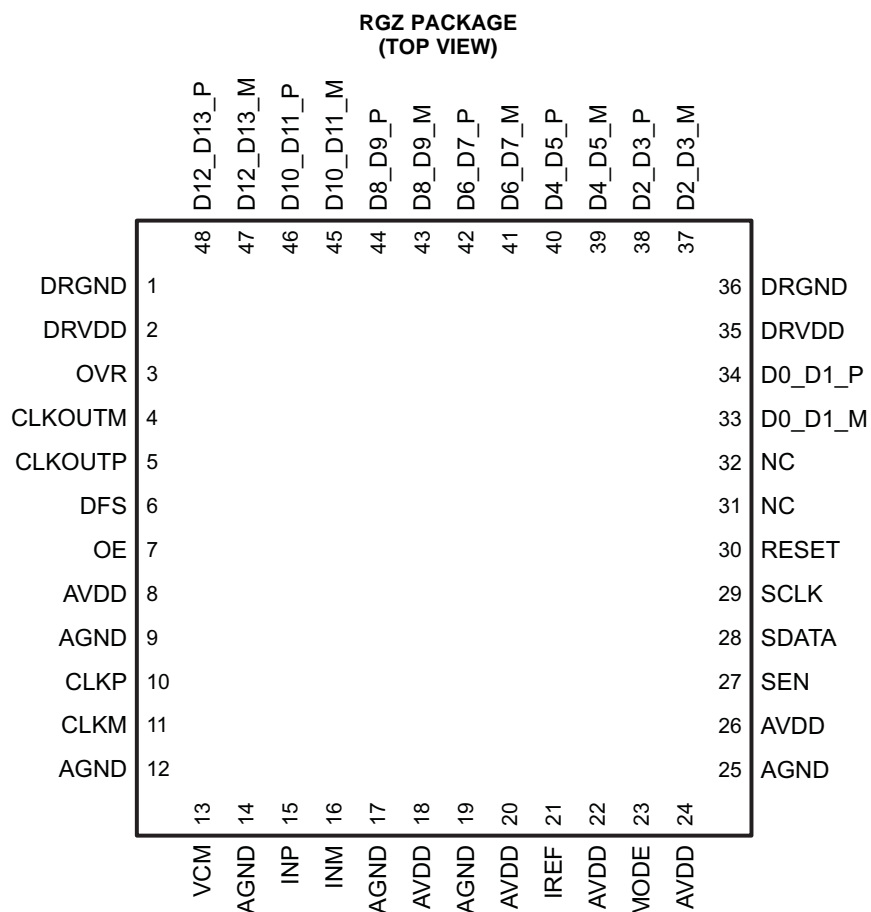 RGZ PACKAGE
(TOP VIEW)
D12_D13_P
D12_D13_M
D10_D11_P
D10_D11_M
D8_D9_P
D8_D9_M
D6_D7_P
D6_D7_M
D4_D5_P
D4_D5_M
D2_D3_P
D2_D3_M
48 47 46 45 44 43 42 41 40 39 38 37
DRGND 1 36 DRGND
DRVDD 2 35 DRVDD
OVR 3 34 D0_D1_P
CLKOUTM 4 33 D0_D1_M
CLKOUTP 5 32 NC
DFS 6 31 NC
OE 7 30 RESET
AVDD 8 29 SCLK
AGND 9 28 SDATA
CLKP 10 27 SEN
CLKM 11 26 AVDD
AGND 12 25 AGND
13 14 15 16 17 18 19 20 21 22 23 24
VCM
AGND
INP
INM
AGND
AVDD
AGND
AVDD
IREF
AVDD
MODE
AVDD